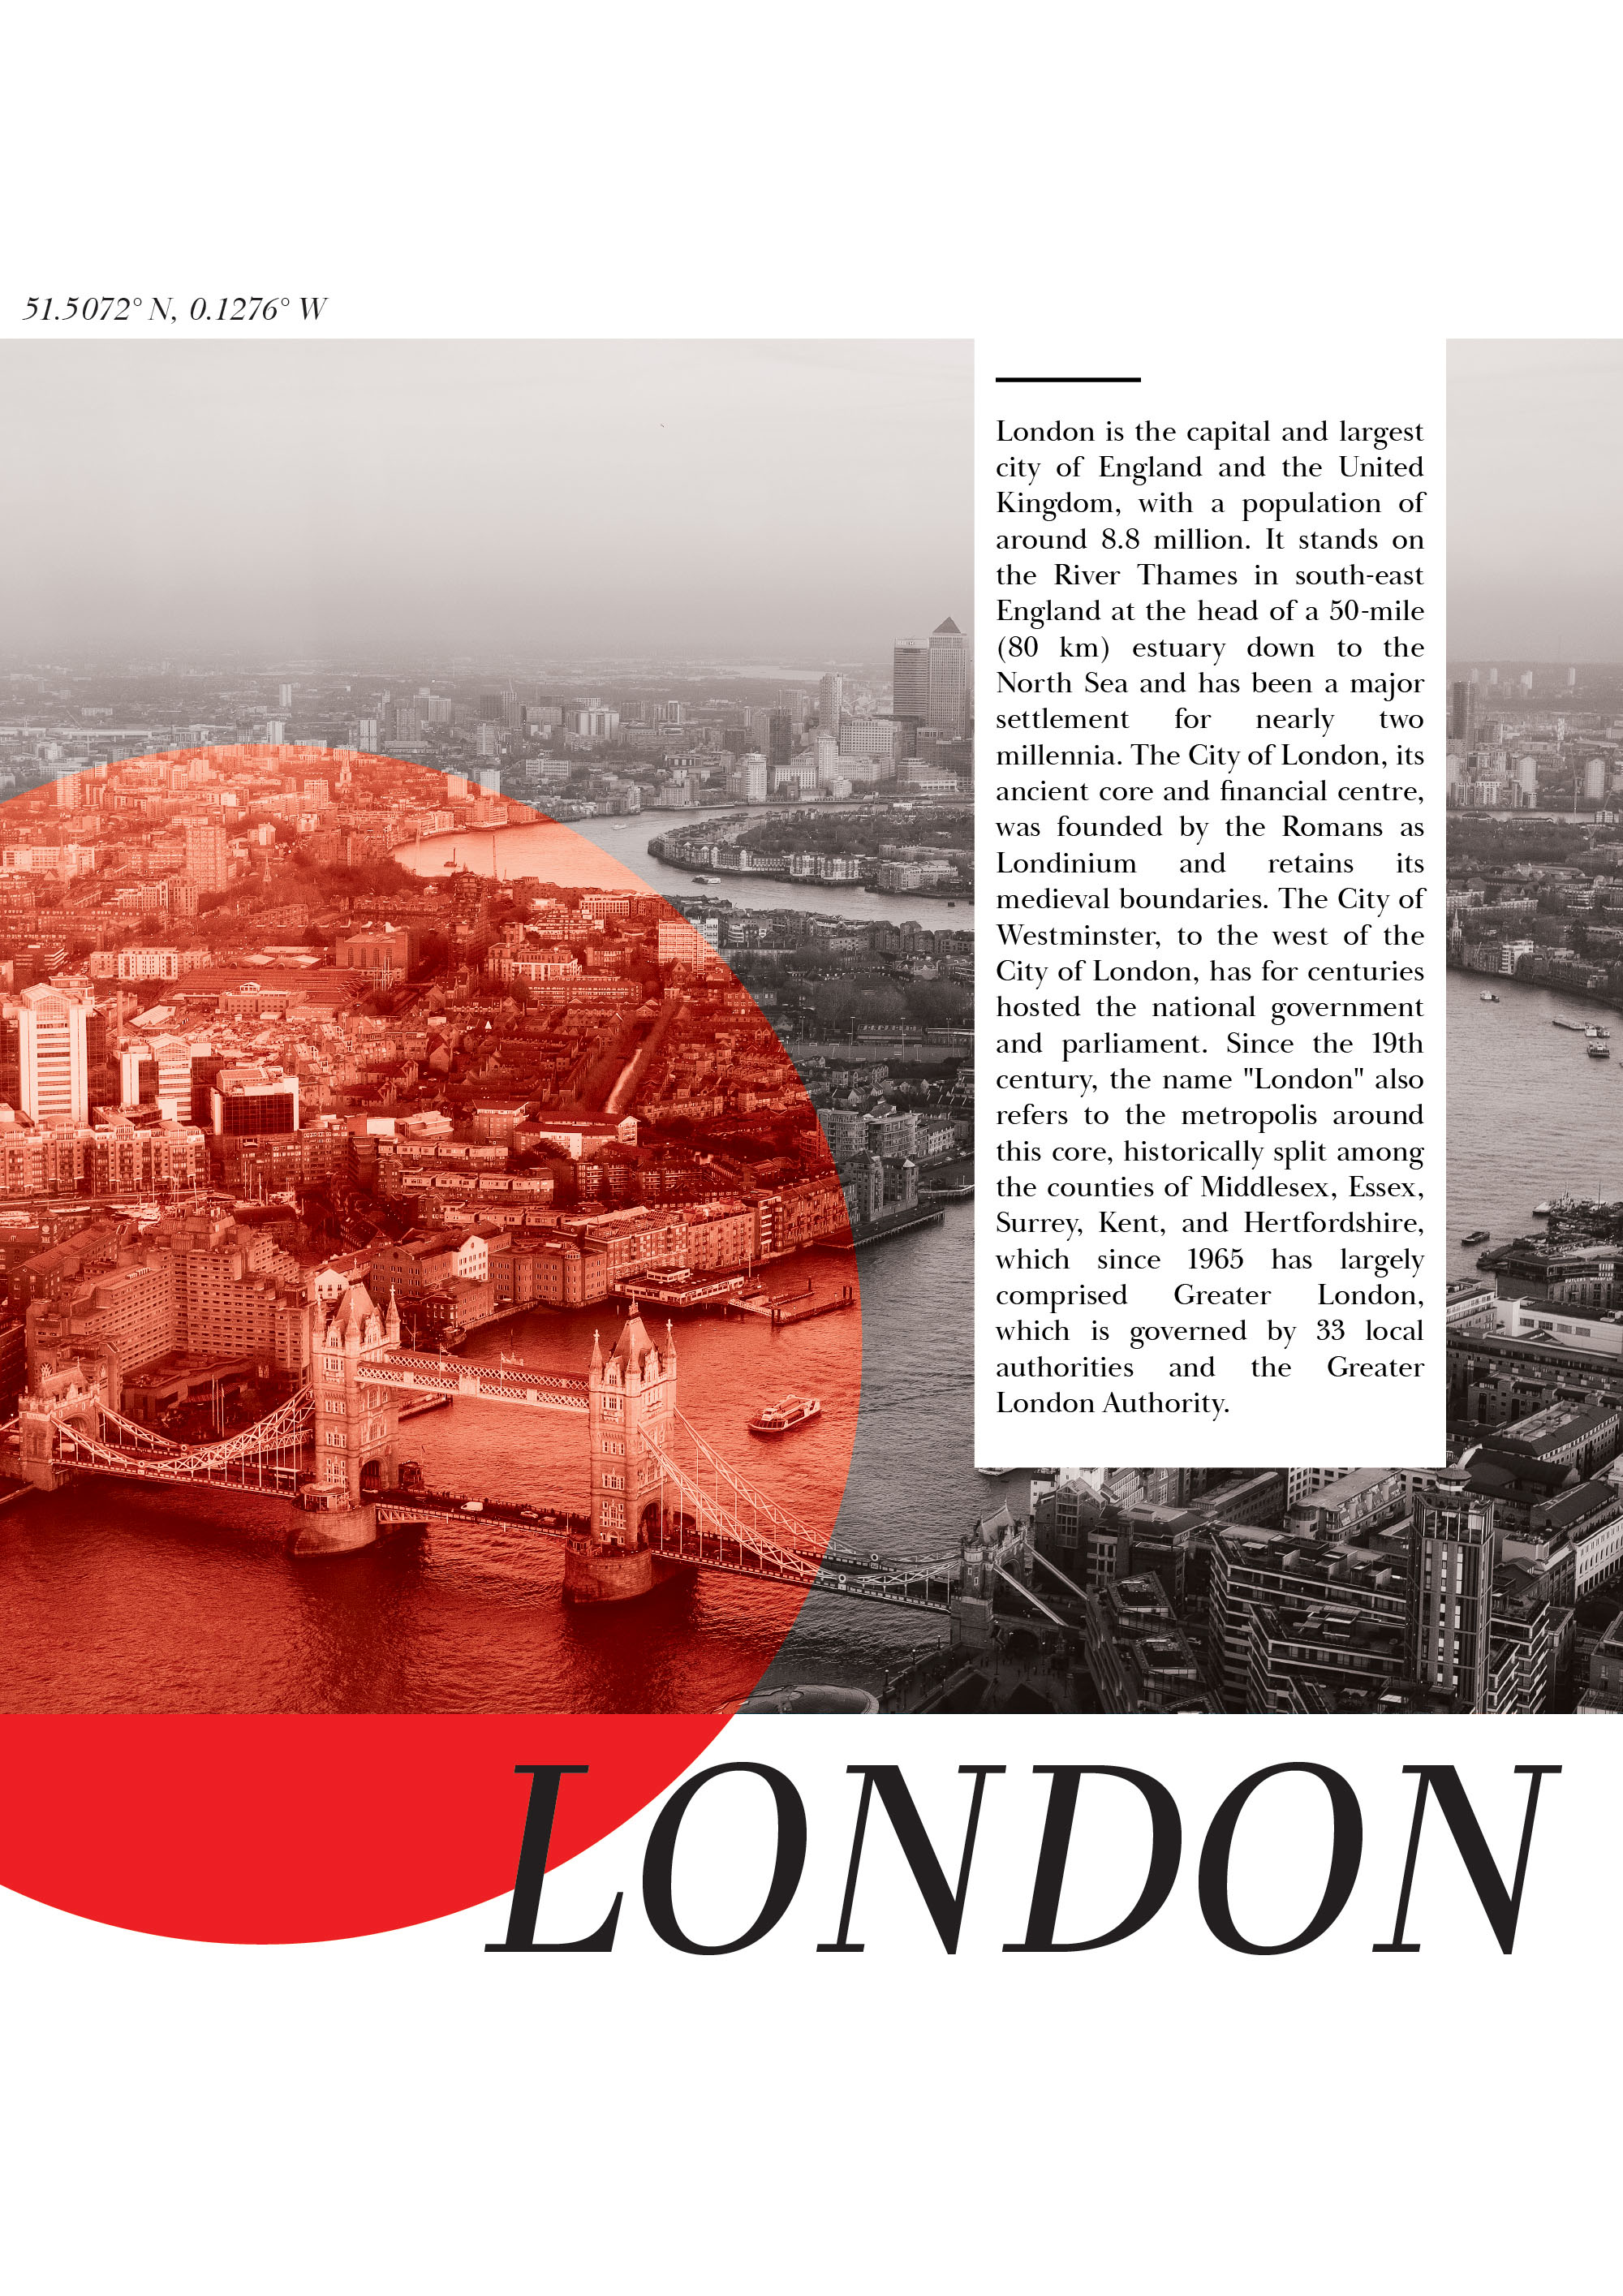 51.5072° N, 0.1276° W
London is the capital and largest
city of England and the United
Kingdom, with a population of
around 8.8 million. It stands on
the River Thames in south-east
England at the head of a 50-mile
(80 km) estuary down to the
North Sea and has been a major
settlement for nearly two
millennia. The City of London, its
ancient core and financial centre,
was founded by the Romans as
Londinium and retains its
medieval boundaries. The City of
Westminster, to the west of the
City of London, has for centuries
hosted the national government
and parliament. Since the 19th
century, the name "London" also
refers to the metropolis around
this core, historically split among
the counties of Middlesex, Essex,
Surrey, Kent, and Hertfordshire,
which since 1965 has largely
comprised Greater London,
which is governed by 33 local
authorities and the Greater
London Authority.
LONDON